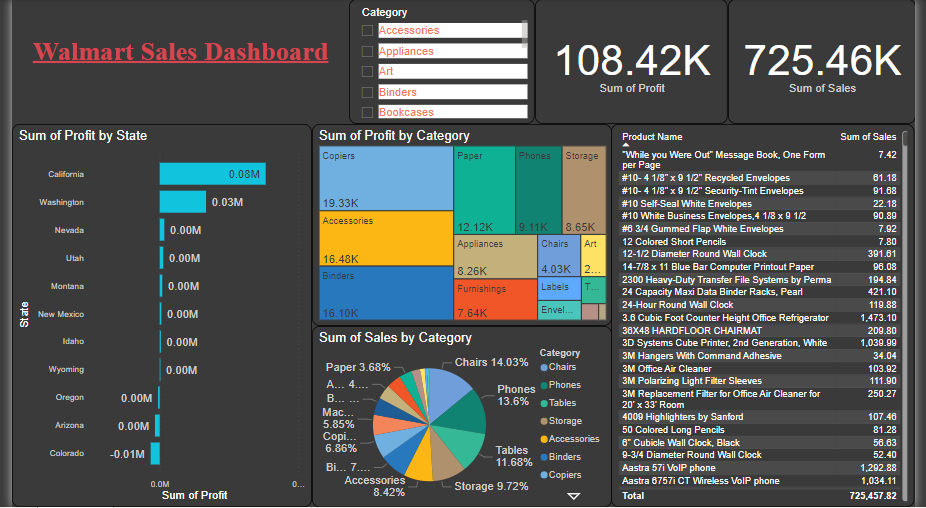 Walmart Sales Dashboard
Category
Accessories
Appliances
Art
Binders
Bookcases
108.42K
Sum of Profit
725.46K
Sum of Sales
Sum of Profit by State
State
California
0.08M
Washington
0.03M
Nevada
0.00M
Utah
0.00M
Montana
0.00M
New Mexico
0.00M
Idaho
0.00M
Wyoming
0.00M
Oregon
0.00M
Arizona
0.00M
Colorado
-0.01M
0.0M
0....
Sum of Profit
Sum of Profit by Category
Copiers
19.33K
Accessories
16.48K
Binders
16.10K
Paper
12.12K
Phones
9.11K
Storage
8.65K
Appliances
8.26K
Furnishings
7.64K
Chairs
4.03K
Art
2...
Labels
T...
Envel...
Sum of Sales by Category
Chairs 14.03%
Phones
13.6%
Tables
11.68%
Storage 9.72%
Accessories
8.42%
Bi... 7....
Copi...
6.86%
Mac...
5.85%
B... ...
A... 4....
Paper 3.68%
Category
Chairs
Phones
Tables
Storage
Accessories
Binders
Copiers
Product Name Sum of Sales
"While you Were Out" Message Book, One Form 7.42
per Page
#10- 4 1/8" x 9 1/2" Recycled Envelopes 61.18
#10- 4 1/8" x 9 1/2" Security-Tint Envelopes 91.68
#10 Self-Seal White Envelopes 22.18
#10 White Business Envelopes,4 1/8 x 9 1/2 90.89
#6 3/4 Gummed Flap White Envelopes 7.92
12 Colored Short Pencils 7.80
12-1/2 Diameter Round Wall Clock 391.61
14-7/8 x 11 Blue Bar Computer Printout Paper 96.08
2300 Heavy-Duty Transfer File Systems by Perma 194.84
24 Capacity Maxi Data Binder Racks, Pearl 421.10
24-Hour Round Wall Clock 119.88
3.6 Cubic Foot Counter Height Office Refrigerator 1,473.10
36X48 HARDFLOOR CHAIRMAT 209.80
3D Systems Cube Printer, 2nd Generation, White 1,039.99
3M Hangers With Command Adhesive 34.04
3M Office Air Cleaner 103.92
3M Polarizing Light Filter Sleeves 111.90
3M Replacement Filter for Office Air Cleaner for 250.27
20' x 33' Room
4009 Highlighters by Sanford 107.46
50 Colored Long Pencils 81.28
6" Cubicle Wall Clock, Black 56.63
9-3/4 Diameter Round Wall Clock 52.40
Aastra 57i VoIP phone 1,292.88
Aastra 6757i CT Wireless VoIP phone 1,034.11
Total 725,457.82